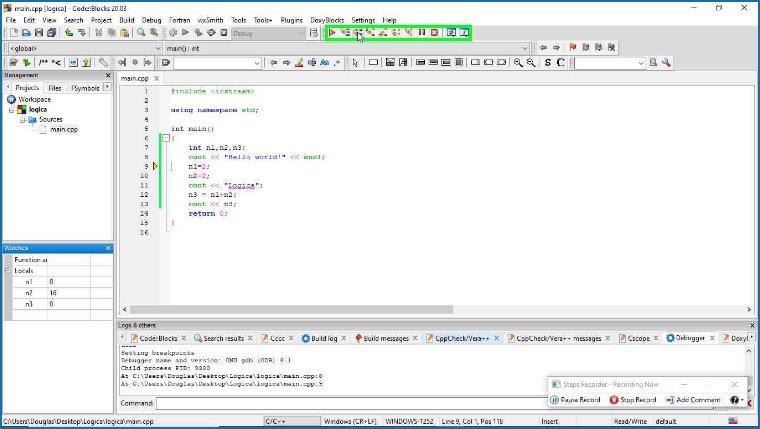 main.cpp [logica] - Code::Blocks 20.03
File Edit View Search Project Build Debug Fortran wxSmith Tools Tools+ Plugins DoxyBlocks Settings Help
Debug
<global>
main() : int
/** *<
Aa
S C
Management
Projects Files FSymbols
Workspace
logica
Sources
main.cpp
main.cpp
1 #include <iostream>
2
3 using namespace std;
4
5 int main()
6 {
7 int n1,n2,n3;
8 cout << "Hello world!" << endl;
9 n1=2;
10 n2=2;
11 cout << "Logica";
12 n3 = n1+n2;
13 cout << n3;
14 return 0;
15 }
16
Watches
Function ar
Locals
n1 0
n2 16
n3 0
Logs & others
Code::Blocks Search results Cccc Build log Build messages CppCheck/Vera++ CppCheck/Vera++ messages Cscope Debugger DoxyBl
Setting breakpoints
Debugger name and version: GNU gdb (GDB) 8.1
Child process PID: 9800
At C:\Users\Douglas\Desktop\Logica\logica\main.cpp:8
At C:\Users\Douglas\Desktop\Logica\logica\main.cpp:9
Command:
Steps Recorder - Recording Now
Pause Record Stop Record Add Comment
C:\Users\Douglas\Desktop\Logica\logica\main.cpp C/C++ Windows (CR+LF) WINDOWS-1252 Line 9, Col 1, Pos 118 Insert Read/Write default